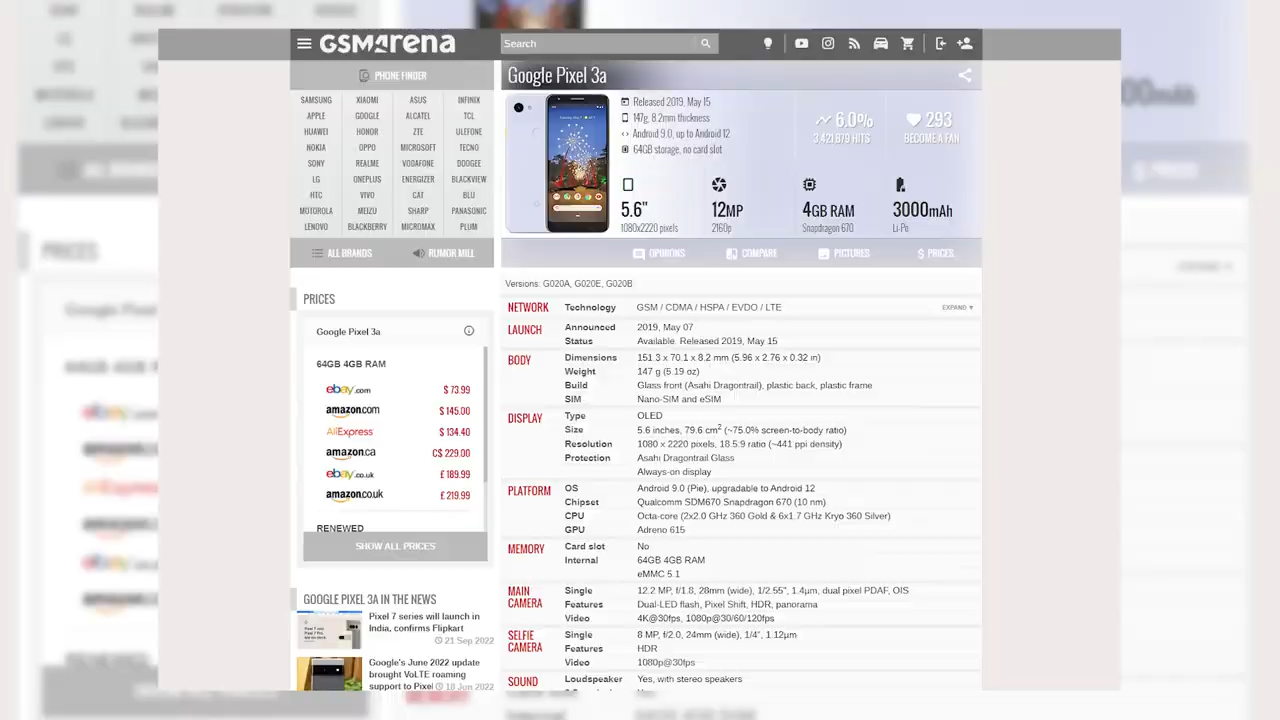 GSMArena
Search
PHONE FINDER
SAMSUNG XIAOMI ASUS INFINIX
APPLE GOOGLE ALCATEL TCL
HUAWEI HONOR ZTE ULEFONE
NOKIA OPPO MICROSOFT TECNO
SONY REALME VODAFONE DOOGEE
LG ONEPLUS ENERGIZER BLACKVIEW
HTC VIVO CAT BLU
MOTOROLA MEIZU SHARP PANASONIC
LENOVO BLACKBERRY MICROMAX PLUM
ALL BRANDS RUMOR MILL
Google Pixel 3a
Released 2019, May 15
147g, 8.2mm thickness
Android 9.0, up to Android 12
64GB storage, no card slot
6.0%
3,421,879 HITS
293
BECOME A FAN
5.6"
1080x2220 pixels
12MP
2160p
4GB RAM
Snapdragon 670
3000mAh
Li-Po
OPINIONS COMPARE PICTURES $ PRICES
PRICES
Google Pixel 3a
64GB 4GB RAM
ebay.com $ 73.99
amazon.com $ 145.00
AliExpress $ 134.40
amazon.ca C$ 229.00
ebay.co.uk £ 189.99
amazon.co.uk £ 219.99
RENEWED
SHOW ALL PRICES
GOOGLE PIXEL 3A IN THE NEWS
Pixel 7 series will launch in
India, confirms Flipkart
21 Sep 2022
Google's June 2022 update
brought VoLTE roaming
support to Pixel 18 Jun 2022
Versions: G020A, G020E, G020B
NETWORK Technology GSM / CDMA / HSPA / EVDO / LTE EXPAND ▼
LAUNCH Announced 2019, May 07
Status Available. Released 2019, May 15
BODY Dimensions 151.3 x 70.1 x 8.2 mm (5.96 x 2.76 x 0.32 in)
Weight 147 g (5.19 oz)
Build Glass front (Asahi Dragontrail), plastic back, plastic frame
SIM Nano-SIM and eSIM
DISPLAY Type OLED
Size 5.6 inches, 79.6 cm2 (~75.0% screen-to-body ratio)
Resolution 1080 x 2220 pixels, 18.5:9 ratio (~441 ppi density)
Protection Asahi Dragontrail Glass
Always-on display
PLATFORM OS Android 9.0 (Pie), upgradable to Android 12
Chipset Qualcomm SDM670 Snapdragon 670 (10 nm)
CPU Octa-core (2x2.0 GHz 360 Gold & 6x1.7 GHz Kryo 360 Silver)
GPU Adreno 615
MEMORY Card slot No
Internal 64GB 4GB RAM
eMMC 5.1
MAIN CAMERA Single 12.2 MP, f/1.8, 28mm (wide), 1/2.55", 1.4µm, dual pixel PDAF, OIS
Features Dual-LED flash, Pixel Shift, HDR, panorama
Video 4K@30fps, 1080p@30/60/120fps
SELFIE CAMERA Single 8 MP, f/2.0, 24mm (wide), 1/4", 1.12µm
Features HDR
Video 1080p@30fps
SOUND Loudspeaker Yes, with stereo speakers